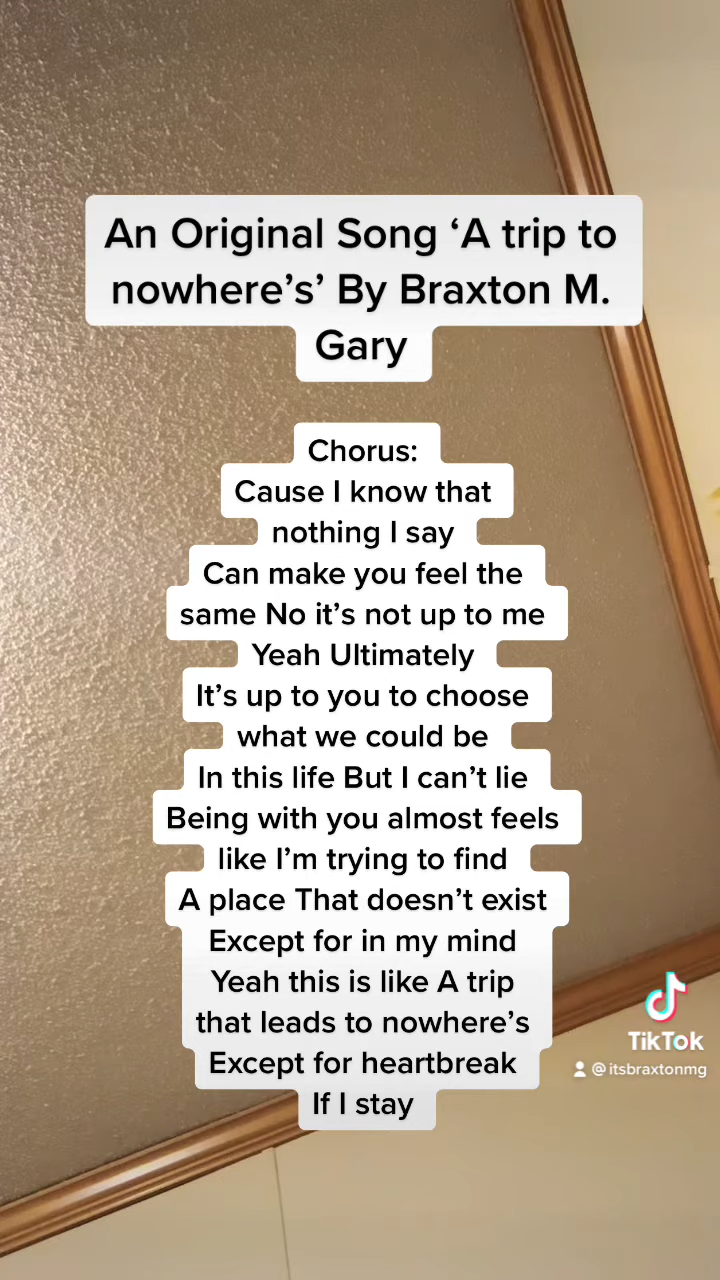 An Original Song ‘A trip to
nowhere’s’ By Braxton M.
Gary
Chorus:
Cause I know that
nothing I say
Can make you feel the
same No it’s not up to me
Yeah Ultimately
It’s up to you to choose
what we could be
In this life But I can’t lie
Being with you almost feels
like I’m trying to find
A place That doesn’t exist
Except for in my mind
Yeah this is like A trip
that leads to nowhere’s
Except for heartbreak
If I stay
TikTok
@itsbraxtonmg